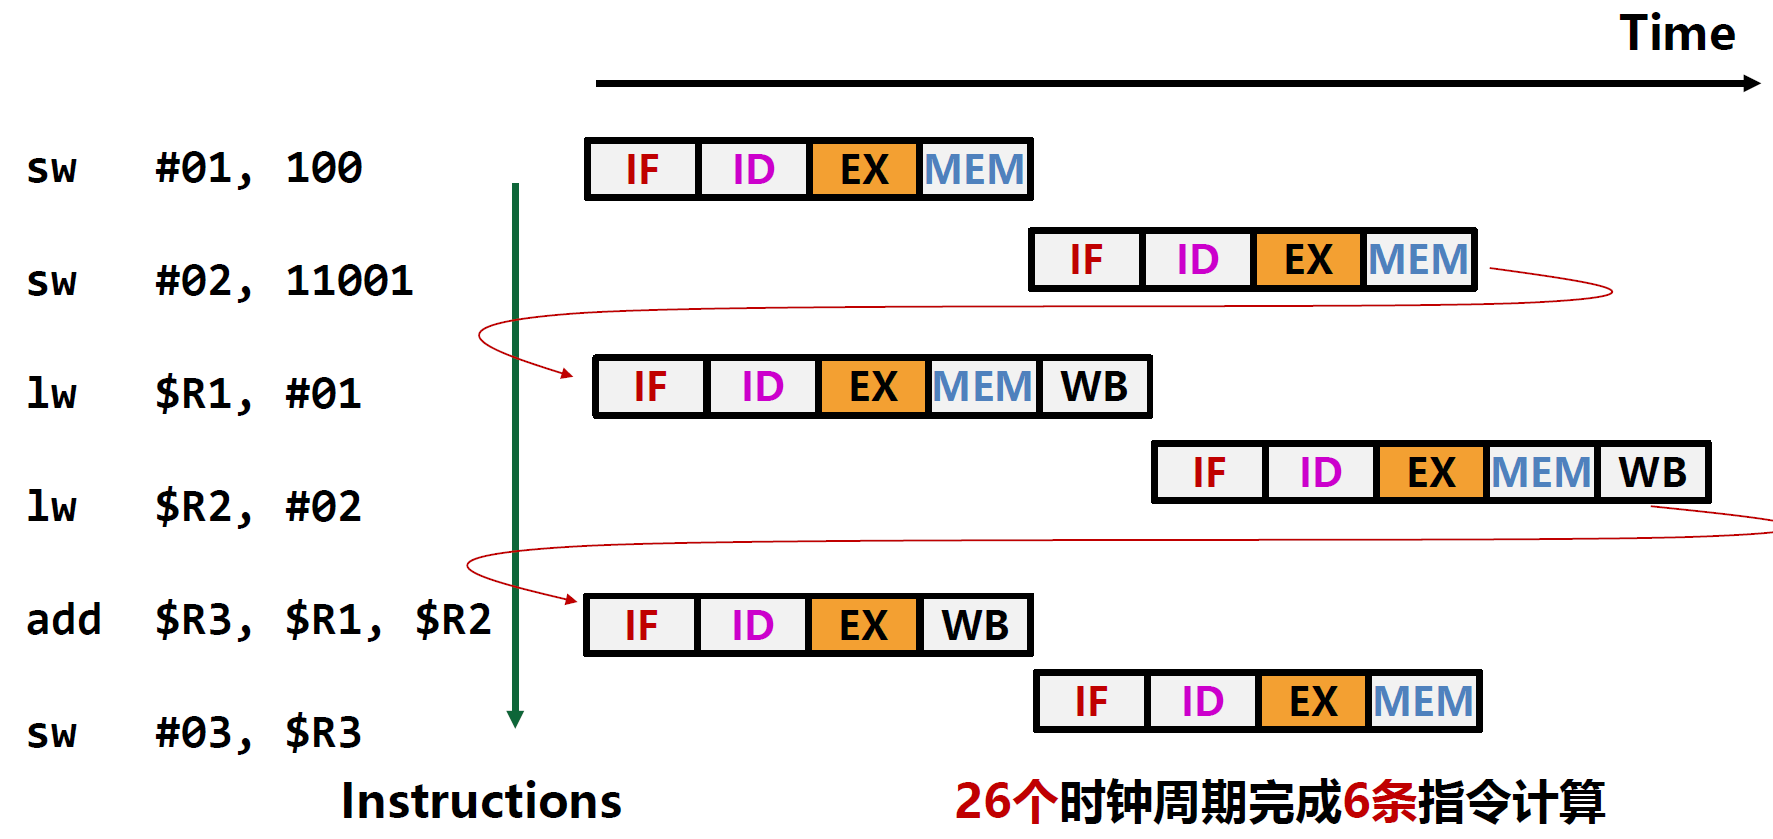 Time
sw #01, 100
IF ID EX MEM
IF ID EX MEM
sw #02, 11001
IF ID EX MEM WB
lw $R1, #01
IF ID EX MEM WB
lw $R2, #02
add $R3, $R1, $R2
IF ID EX WB
IF ID EX MEM
sw #03, $R3
Instructions
26个时钟周期完成6条指令计算